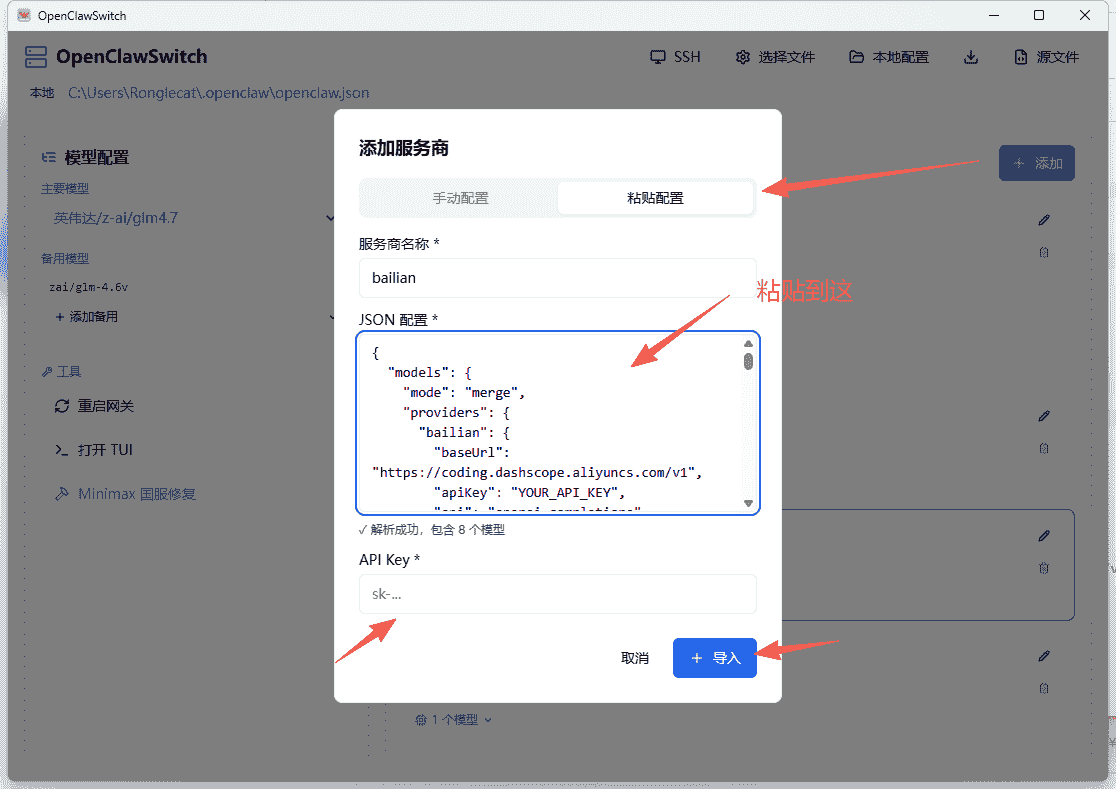 OpenClawSwitch
OpenClawSwitch
SSH
选择文件
本地配置
源文件
本地 C:\Users\Ronglecat\.openclaw\openclaw.json
模型配置
主要模型
英伟达/z-ai/glm4.7
备用模型
zai/glm-4.6v
+ 添加备用
工具
重启网关
打开 TUI
Minimax 国服修复
+ 添加
添加服务商
手动配置
粘贴配置
服务商名称 *
bailian
粘贴到这
JSON 配置 *
{
"models": {
"mode": "merge",
"providers": {
"bailian": {
"baseUrl":
"https://coding.dashscope.aliyuncs.com/v1",
"apiKey": "YOUR_API_KEY",
✓ 解析成功，包含 8 个模型
API Key *
sk-...
取消
+ 导入
1 个模型